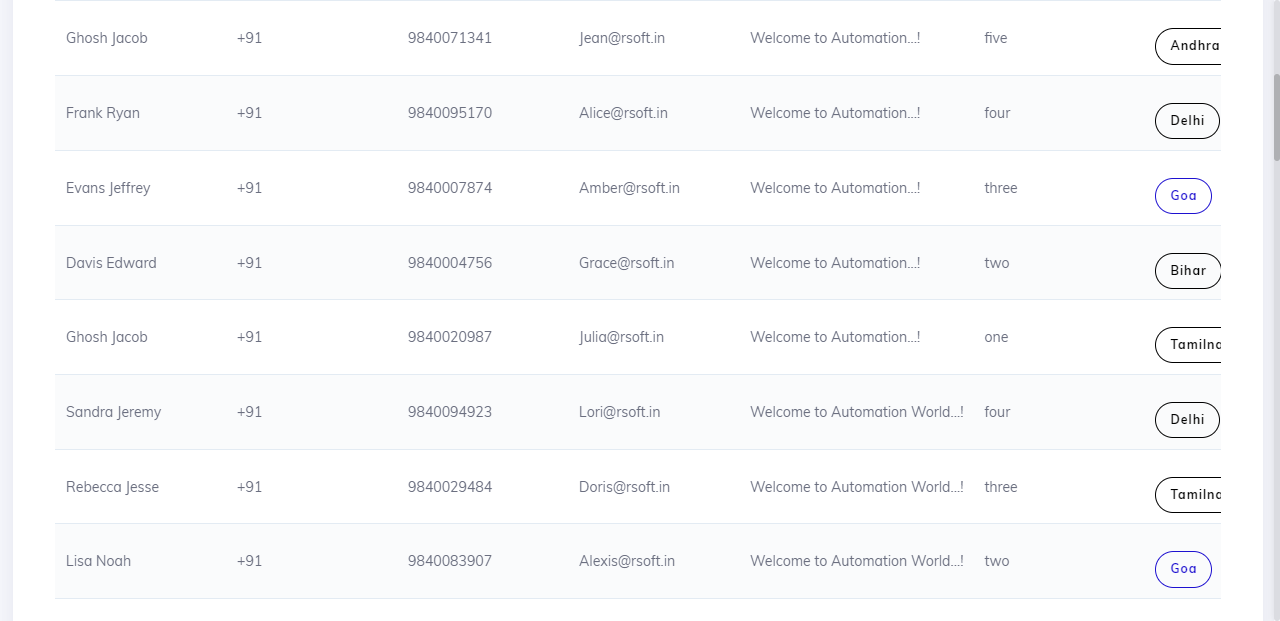 Ghosh Jacob +91 9840071341 Jean@rsoft.in Welcome to Automation...! five Andhra
Frank Ryan +91 9840095170 Alice@rsoft.in Welcome to Automation...! four Delhi
Evans Jeffrey +91 9840007874 Amber@rsoft.in Welcome to Automation...! three Goa
Davis Edward +91 9840004756 Grace@rsoft.in Welcome to Automation...! two Bihar
Ghosh Jacob +91 9840020987 Julia@rsoft.in Welcome to Automation...! one Tamilna
Sandra Jeremy +91 9840094923 Lori@rsoft.in Welcome to Automation World...! four Delhi
Rebecca Jesse +91 9840029484 Doris@rsoft.in Welcome to Automation World...! three Tamilna
Lisa Noah +91 9840083907 Alexis@rsoft.in Welcome to Automation World...! two Goa